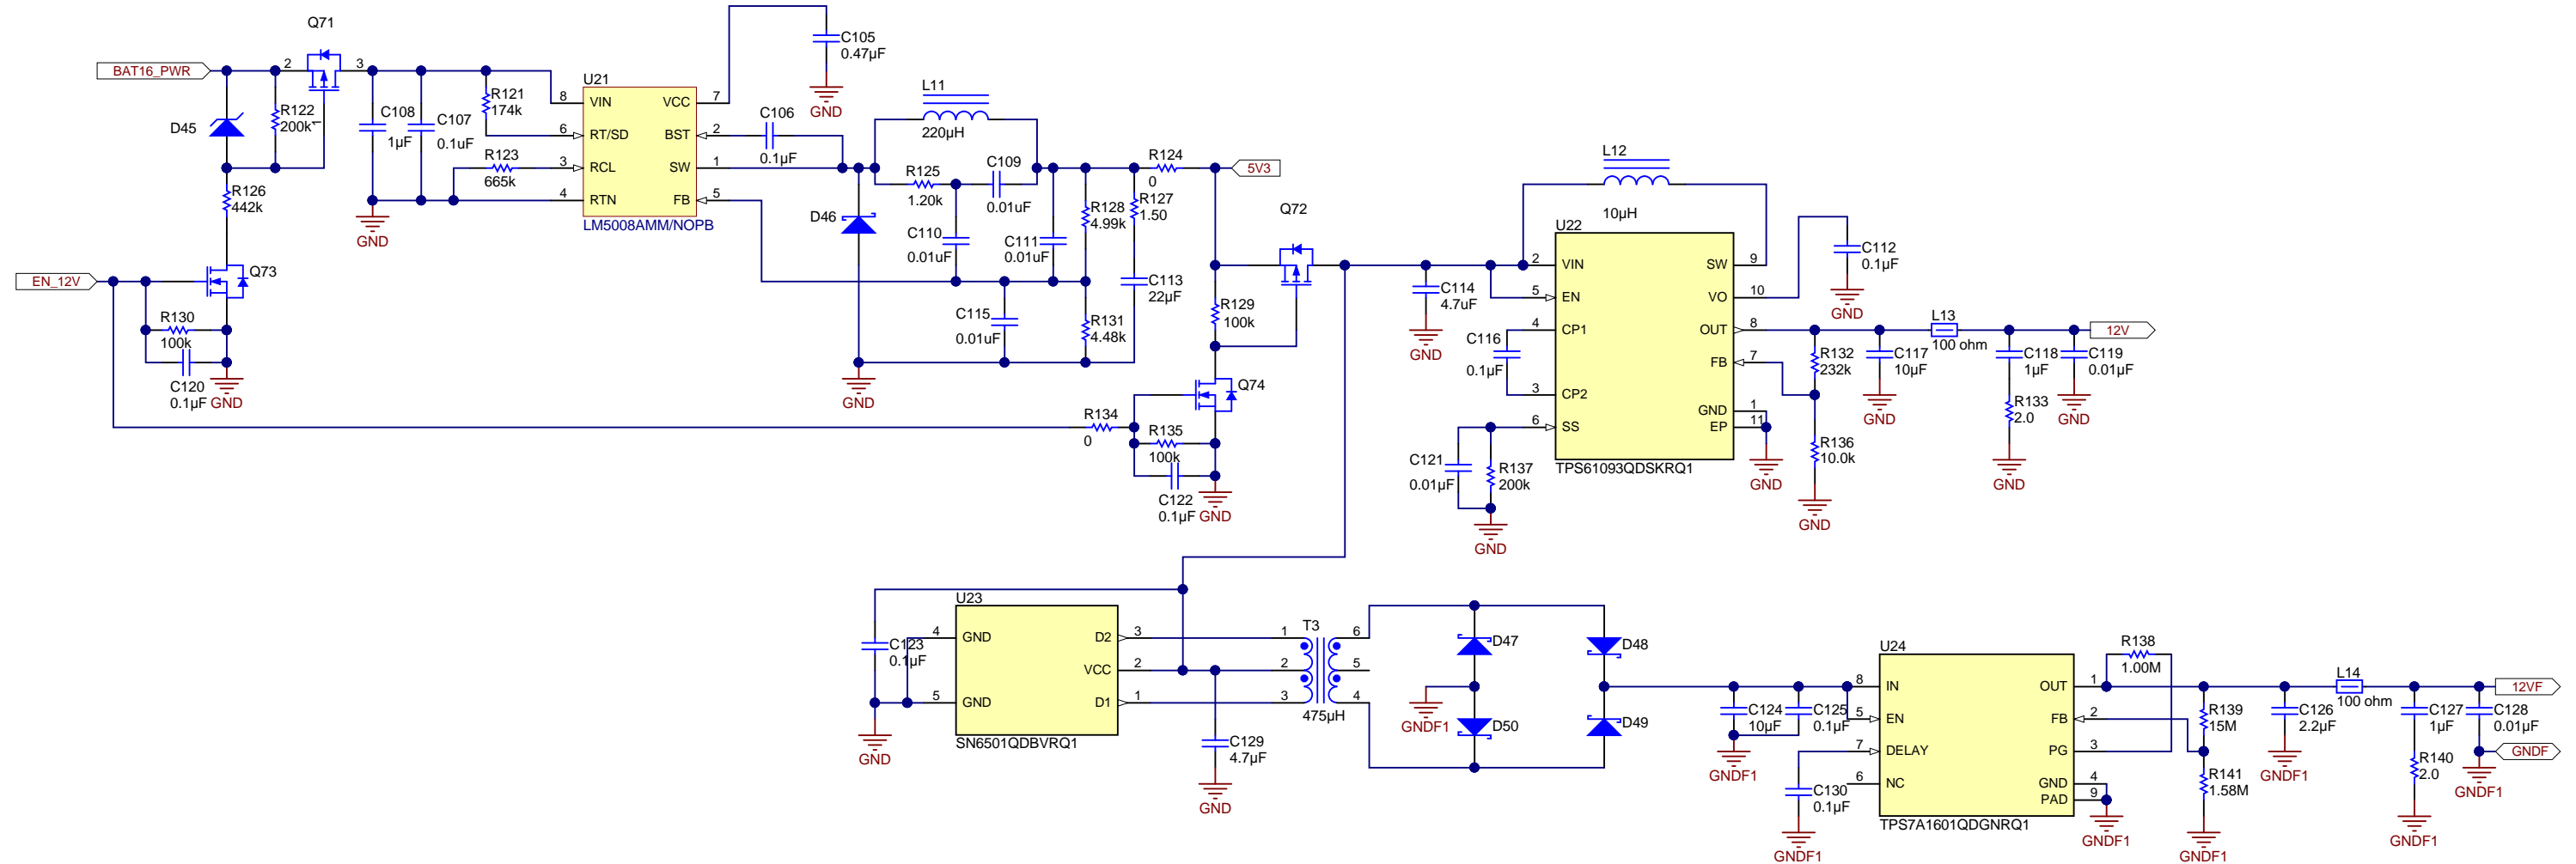 Q71
BAT16_PWR
2
3
D45
R122
200k
1
R126
442k
EN_12V
Q73
R130
100k
C120
0.1µF
GND
C108
1µF
C107
0.1uF
GND
R121
174k
R123
665k
U21
8 VIN VCC 7
6 RT/SD BST 2
3 RCL SW 1
4 RTN FB 5
LM5008AMM/NOPB
C105
0.47µF
GND
C106
0.1µF
D46
GND
L11
220µH
R125
1.20k
C109
0.01uF
C110
0.01uF
C111
0.01uF
C115
0.01uF
R128
4.99k
R131
4.48k
R127
1.50
C113
22µF
R124
0
5V3
Q72
R129
100k
Q74
R134
0
R135
100k
C122
0.1µF
GND
C114
4.7uF
GND
L12
10µH
U22
2 VIN SW 9
5 EN VO 10
4 CP1 OUT 8
FB 7
3 CP2
GND 1
6 SS EP 11
TPS61093QDSKRQ1
C116
0.1µF
C121
0.01µF
R137
200k
GND
C112
0.1µF
GND
GND
R132
232k
R136
10.0k
GND
C117
10µF
GND
L13
100 ohm
C118
1µF
R133
2.0
GND
C119
0.01µF
GND
12V
C123
0.1µF
GND
U23
4 GND D2 3
VCC 2
5 GND D1 1
SN6501QDBVRQ1
C129
4.7µF
GND
T3
1 6
2 5
3 4
475µH
D47
D48
GNDF1
D50
D49
C124
10µF
C125
0.1µF
GNDF1
C130
0.1µF
GNDF1
U24
8 IN OUT 1
5 EN FB 2
7 DELAY PG 3
6 NC GND 4
PAD 9
TPS7A1601QDGNRQ1
GNDF1
R138
1.00M
R139
15M
R141
1.58M
GNDF1
C126
2.2µF
GNDF1
L14
100 ohm
C127
1µF
R140
2.0
GNDF1
C128
0.01µF
GNDF1
12VF
GNDF